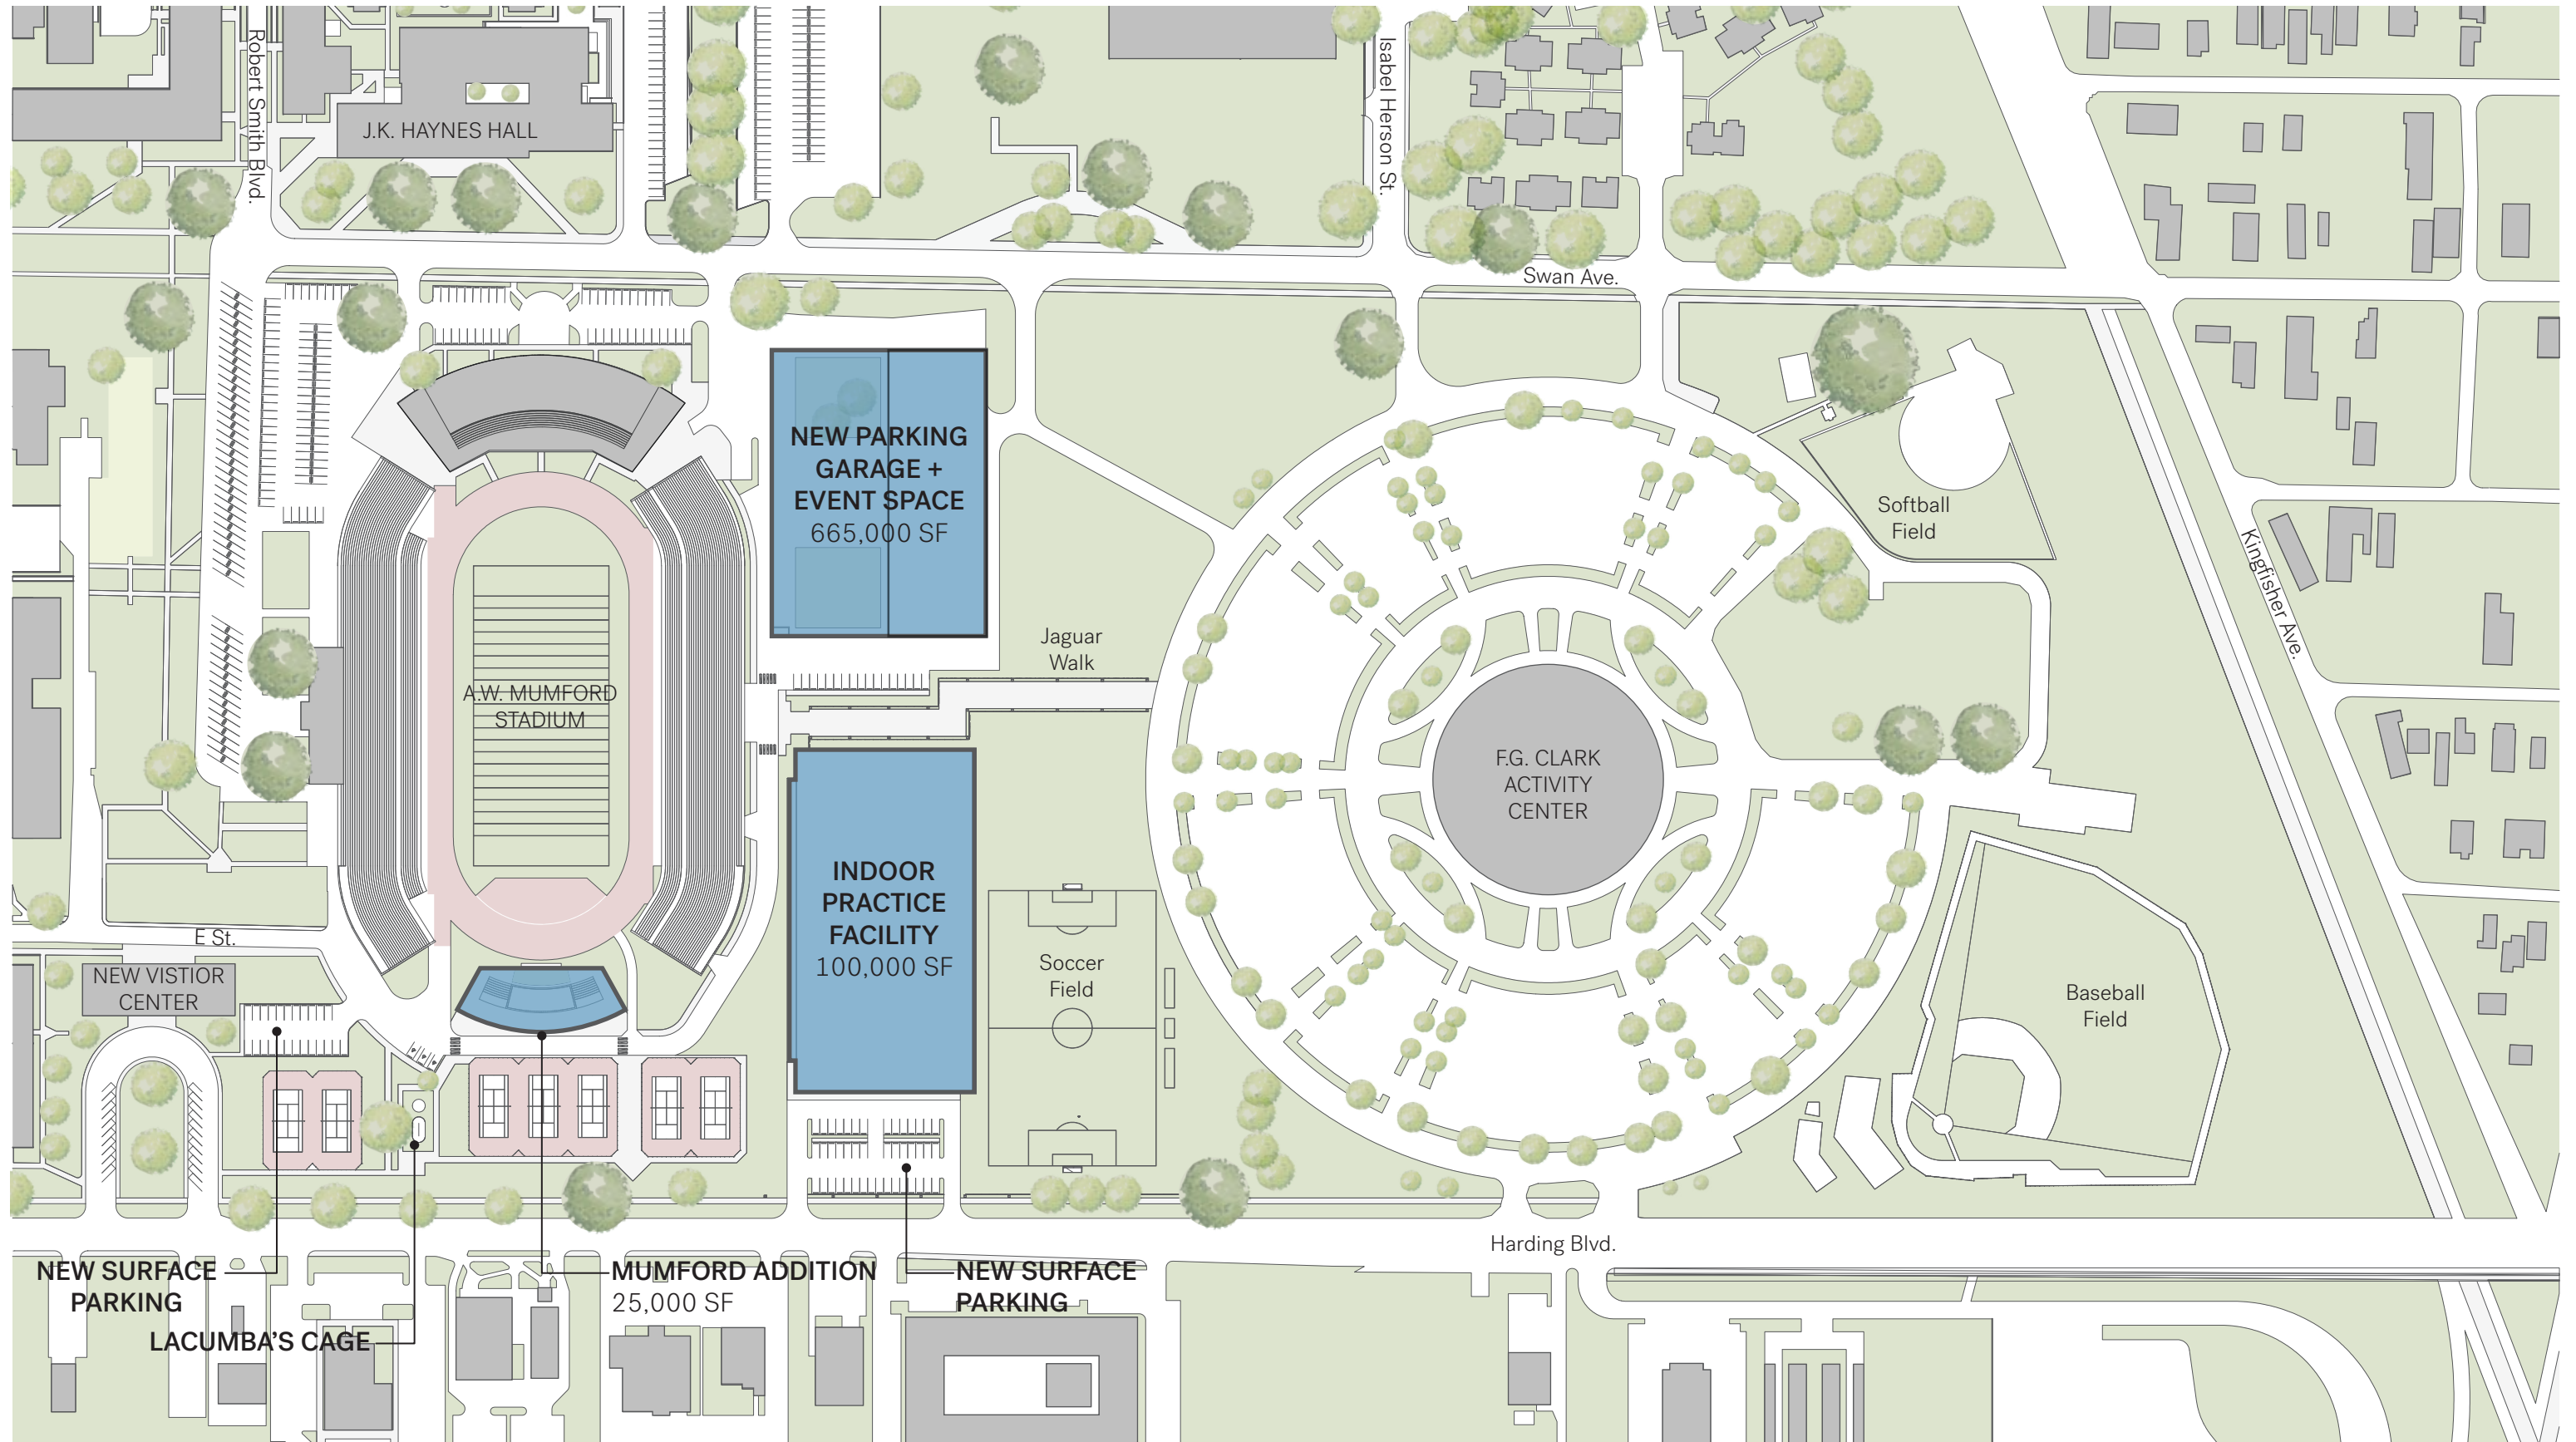 Robert Smith Blvd.
J.K. HAYNES HALL
Isabel Herson St.
Swan Ave.
NEW PARKING
GARAGE +
EVENT SPACE
665,000 SF
Softball
Field
Kingfisher Ave.
Jaguar
Walk
A.W. MUMFORD
STADIUM
F.G. CLARK
ACTIVITY
CENTER
INDOOR
PRACTICE
FACILITY
100,000 SF
E St.
NEW VISTIOR
CENTER
Soccer
Field
Baseball
Field
Harding Blvd.
NEW SURFACE
PARKING
LACUMBA'S CAGE
MUMFORD ADDITION
25,000 SF
NEW SURFACE
PARKING